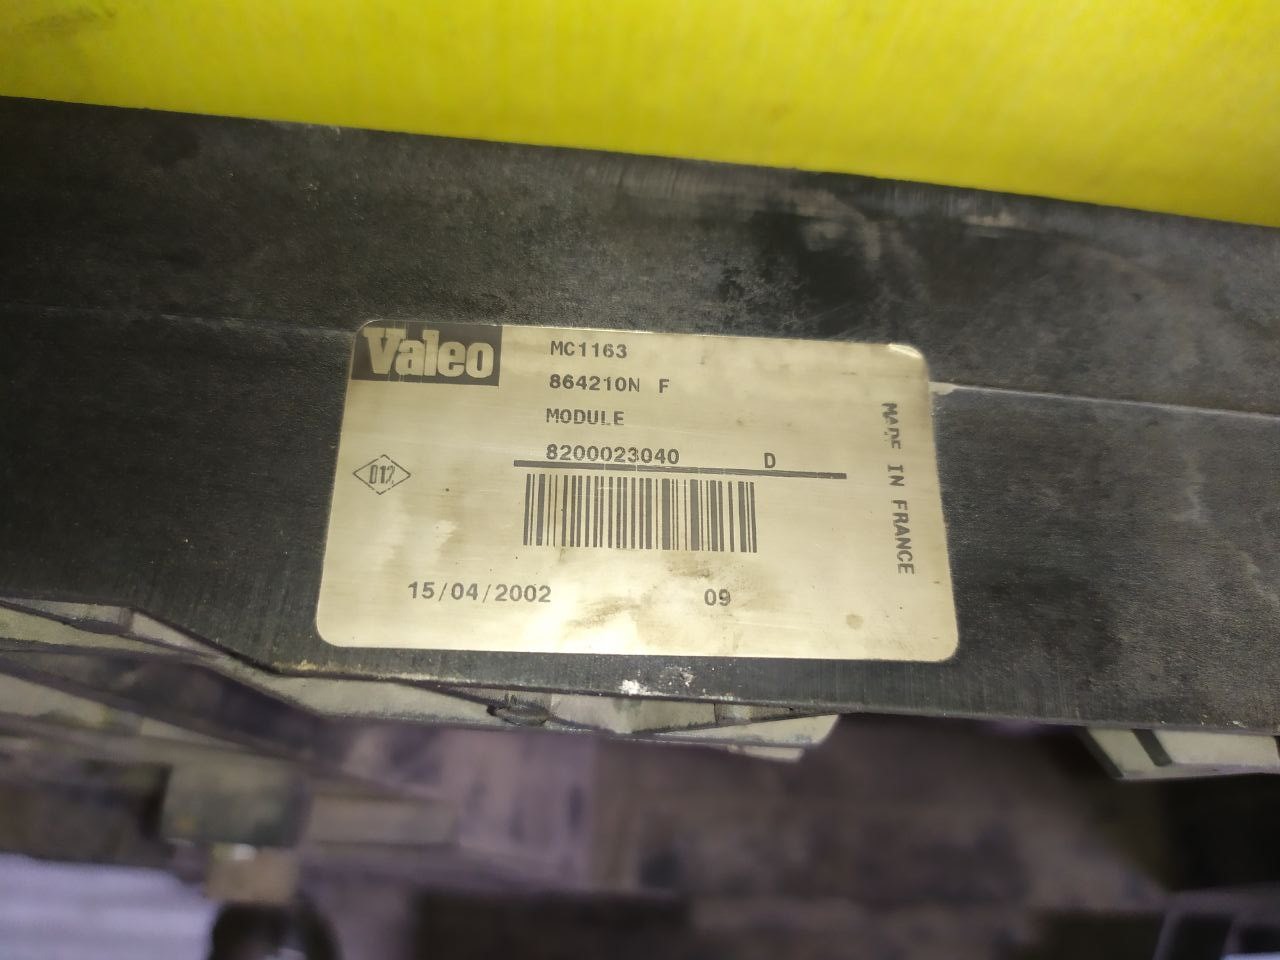 Valeo
MC1163
864210N F
MODULE
8200023040 D
012
15/04/2002 09
MADE IN FRANCE